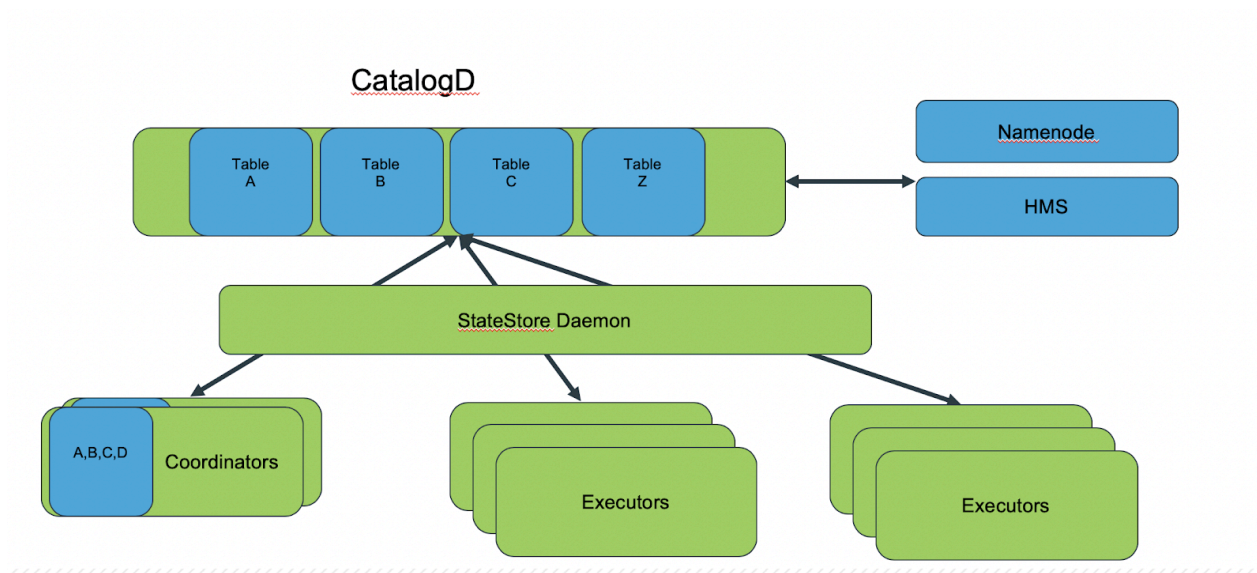 CatalogD
Table
A
Table
B
Table
C
Table
Z
Namenode
HMS
StateStore Daemon
A,B,C,D
Coordinators
Executors
Executors